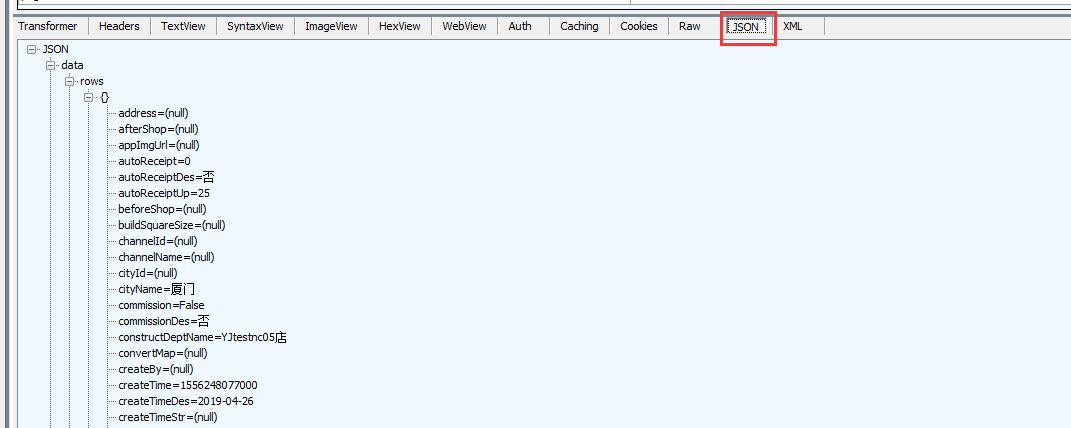 Transformer Headers TextView SyntaxView ImageView HexView WebView Auth Caching Cookies Raw JSON XML
JSON
data
rows
{}
address=(null)
afterShop=(null)
appImgUrl=(null)
autoReceipt=0
autoReceiptDes=否
autoReceiptUp=25
beforeShop=(null)
buildSquareSize=(null)
channelId=(null)
channelName=(null)
cityId=(null)
cityName=厦门
commission=False
commissionDes=否
constructDeptName=YJtestnc05店
convertMap=(null)
createBy=(null)
createTime=1556248077000
createTimeDes=2019-04-26
createTimeStr=(null)